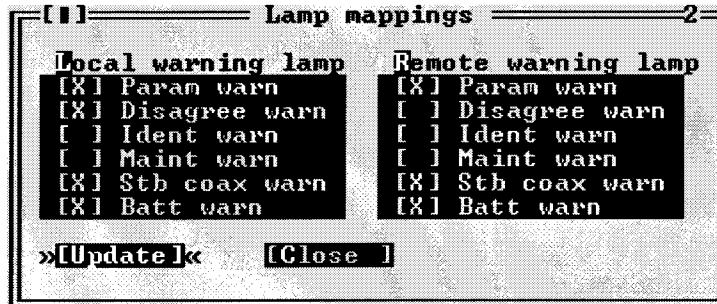 [▮] Lamp mappings 2
Local warning lamp Remote warning lamp
[X] Param warn [X] Param warn
[X] Disagree warn [ ] Disagree warn
[ ] Ident warn [ ] Ident warn
[ ] Maint warn [ ] Maint warn
[X] Stb coax warn [X] Stb coax warn
[X] Batt warn [X] Batt warn
»[Update]« [Close ]